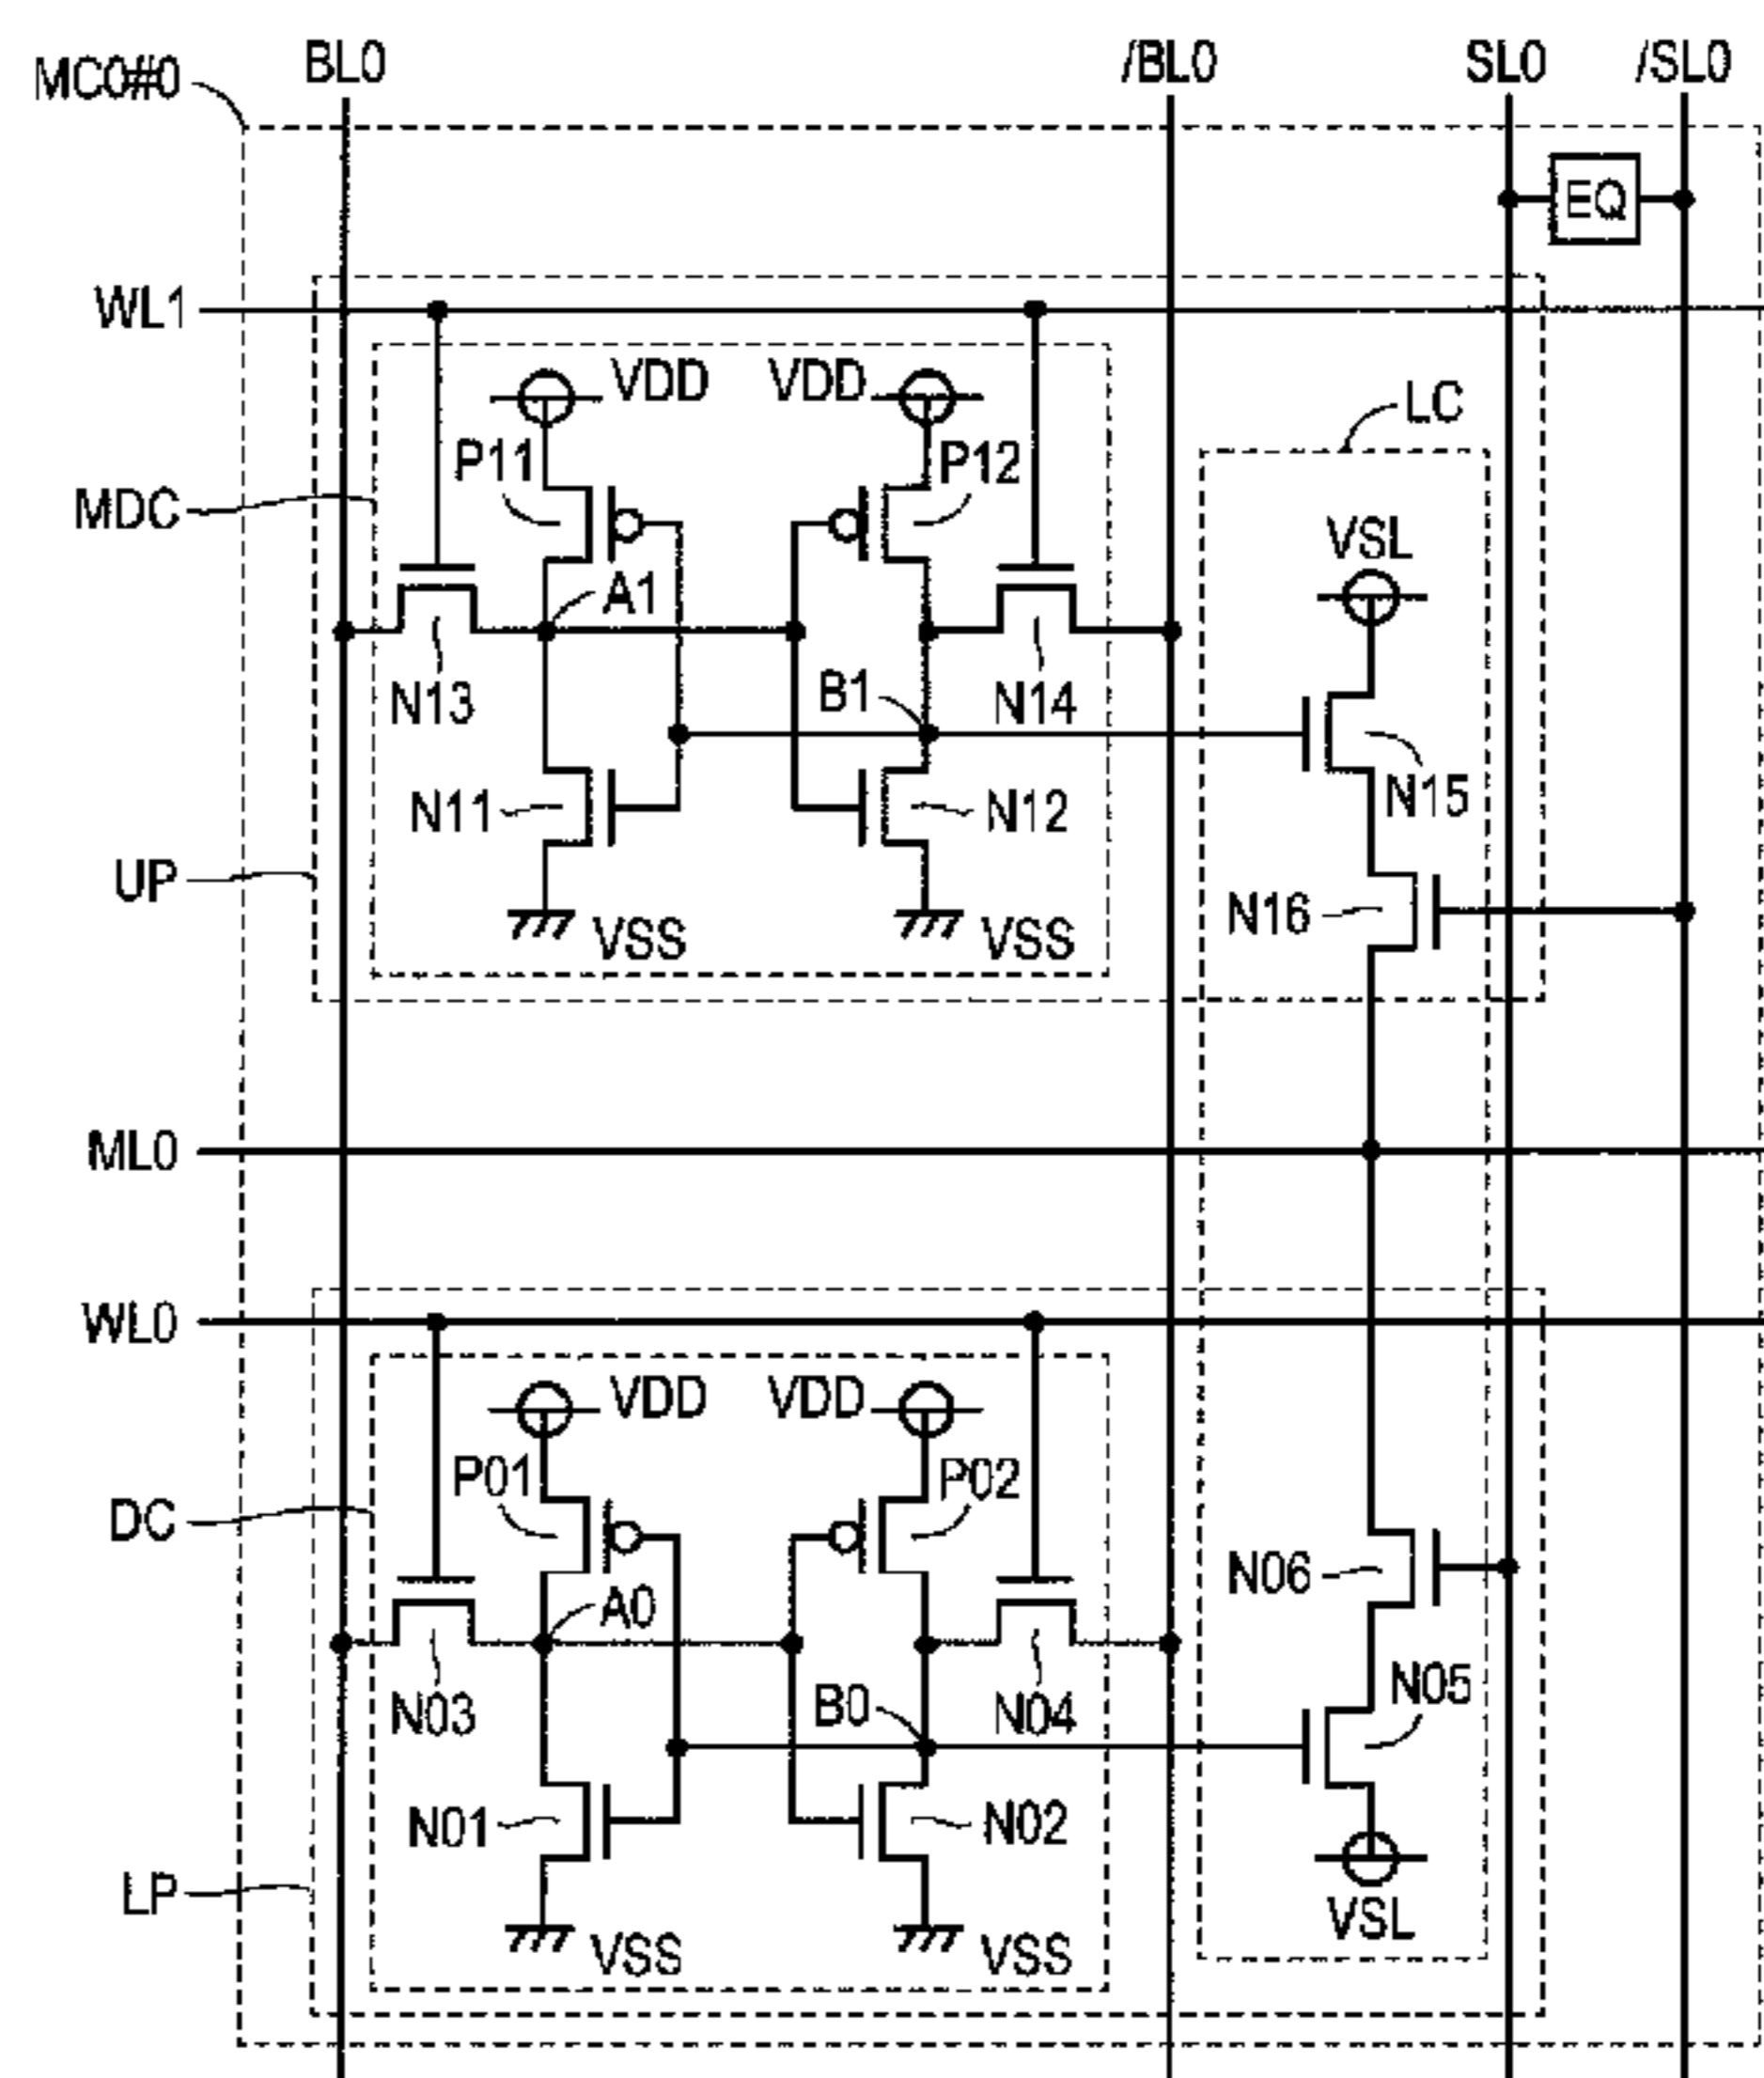 MC0#0 BL0 /BL0 SL0 /SL0
EQ
WL1
VDD VDD
LC
P11 P12
MDC
VSL
A1
N13 B1 N14
N11 N12 N15
UP
N16
VSS VSS
ML0
WL0
VDD VDD
P01 P02
DC
N06
A0
N03 B0 N04 N05
N01 N02
LP
VSL
VSS VSS